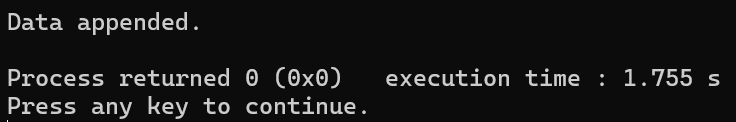 Data appended.
Process returned 0 (0x0)   execution time : 1.755 s
Press any key to continue.